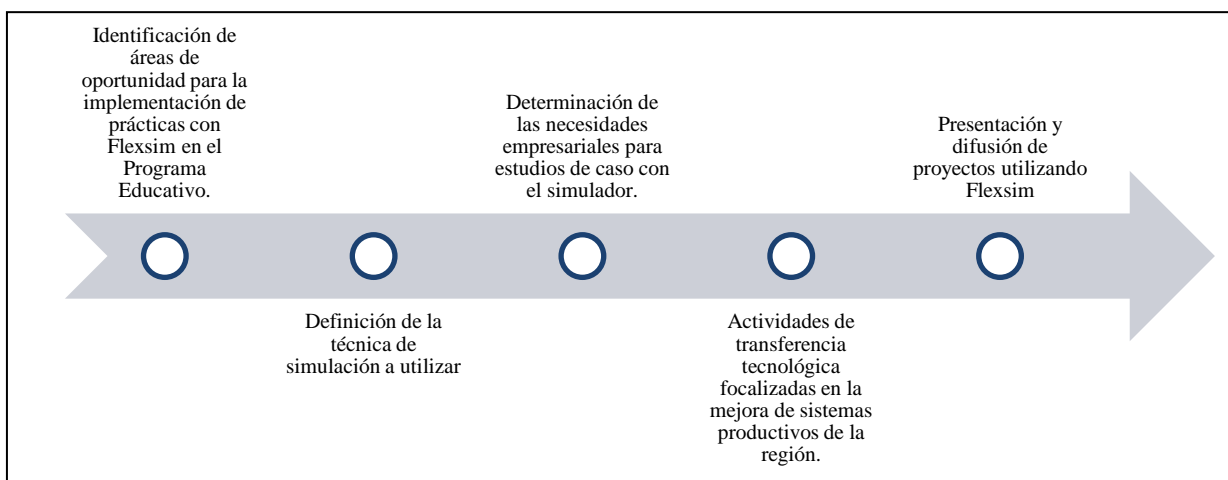 Identificación de
áreas de
oportunidad para la
implementación de
prácticas con
Flexsim en el
Programa
Educativo.
Definición de la
técnica de
simulación a utilizar
Determinación de
las necesidades
empresariales para
estudios de caso con
el simulador.
Actividades de
transferencia
tecnológica
focalizadas en la
mejora de sistemas
productivos de la
región.
Presentación y
difusión de
proyectos utilizando
Flexsim